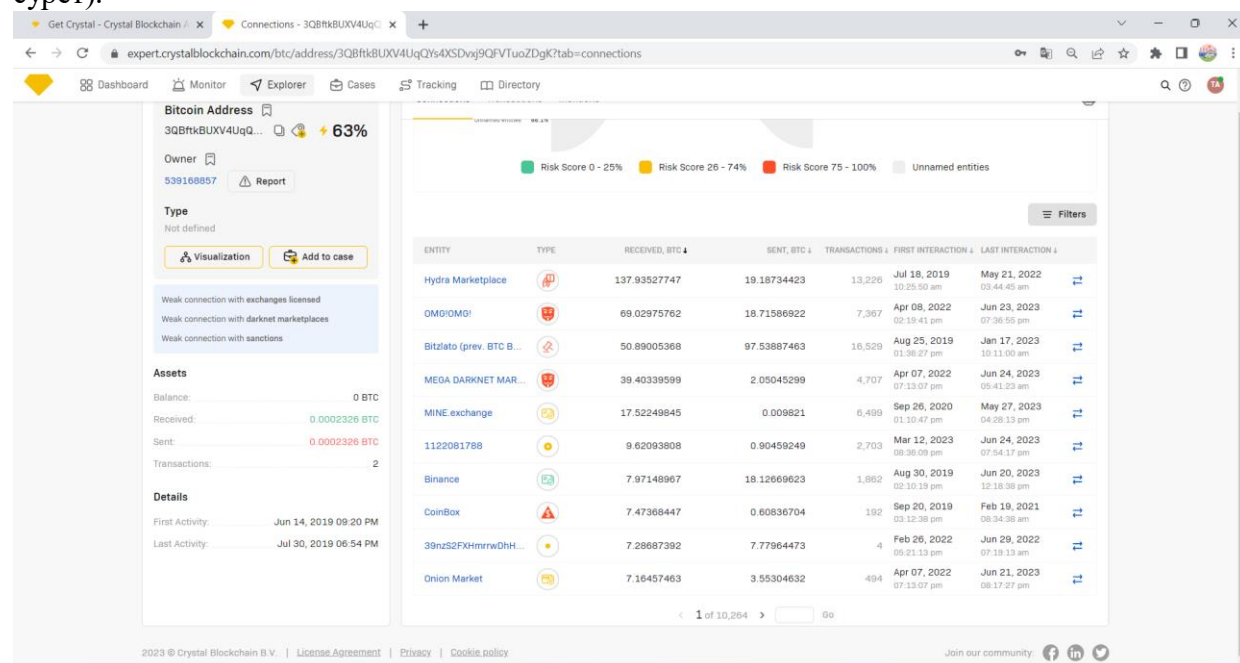 Get Crystal - Crystal Blockchain A
Connections - 3QBftkBUXV4UqQ
expert.crystalblockchain.com/btc/address/3QBftkBUXV4UqQYs4XSDvxj9QFVTuoZDgK?tab=connections
Dashboard Monitor Explorer Cases Tracking Directory
TA
Bitcoin Address
3QBftkBUXV4UqQ... 63%
Owner
539168857 Report
Type
Not defined
Visualization Add to case
Weak connection with exchanges licensed
Weak connection with darknet marketplaces
Weak connection with sanctions
Assets
Balance: 0 BTC
Received: 0.0002326 BTC
Sent: 0.0002326 BTC
Transactions: 2
Details
First Activity: Jun 14, 2019 09:20 PM
Last Activity: Jul 30, 2019 06:54 PM
Unnamed entities 66.1%
Risk Score 0 - 25% Risk Score 26 - 74% Risk Score 75 - 100% Unnamed entities
Filters
ENTITY TYPE RECEIVED, BTC SENT, BTC TRANSACTIONS FIRST INTERACTION LAST INTERACTION
Hydra Marketplace 137.93527747 19.18734423 13,226 Jul 18, 2019 May 21, 2022
10:25:50 am 03:44:45 am
OMG!OMG! 69.02975762 18.71586922 7,367 Apr 08, 2022 Jun 23, 2023
02:19:41 pm 07:36:55 pm
Bitzlato (prev. BTC B... 50.89005368 97.53887463 16,529 Aug 25, 2019 Jan 17, 2023
01:36:27 pm 10:11:00 am
MEGA DARKNET MAR... 39.40339599 2.05045299 4,707 Apr 07, 2022 Jun 24, 2023
07:13:07 pm 05:41:23 am
MINE.exchange 17.52249845 0.009821 6,499 Sep 26, 2020 May 27, 2023
01:10:47 pm 04:28:13 pm
1122081788 9.62093808 0.90459249 2,703 Mar 12, 2023 Jun 24, 2023
08:36:09 pm 07:54:17 pm
Binance 7.97148967 18.12669623 1,862 Aug 30, 2019 Jun 20, 2023
02:10:19 pm 12:18:38 pm
CoinBox 7.47368447 0.60836704 192 Sep 20, 2019 Feb 19, 2021
03:12:38 pm 08:34:38 am
39nzS2FXHmrrwDhH... 7.28687392 7.77964473 4 Feb 26, 2022 Jun 29, 2022
05:21:13 pm 07:19:13 am
Onion Market 7.16457463 3.55304632 494 Apr 07, 2022 Jun 21, 2023
07:13:07 pm 08:17:27 pm
1 of 10,264 Go
2023 © Crystal Blockchain B.V. | License Agreement | Privacy | Cookie policy Join our community: